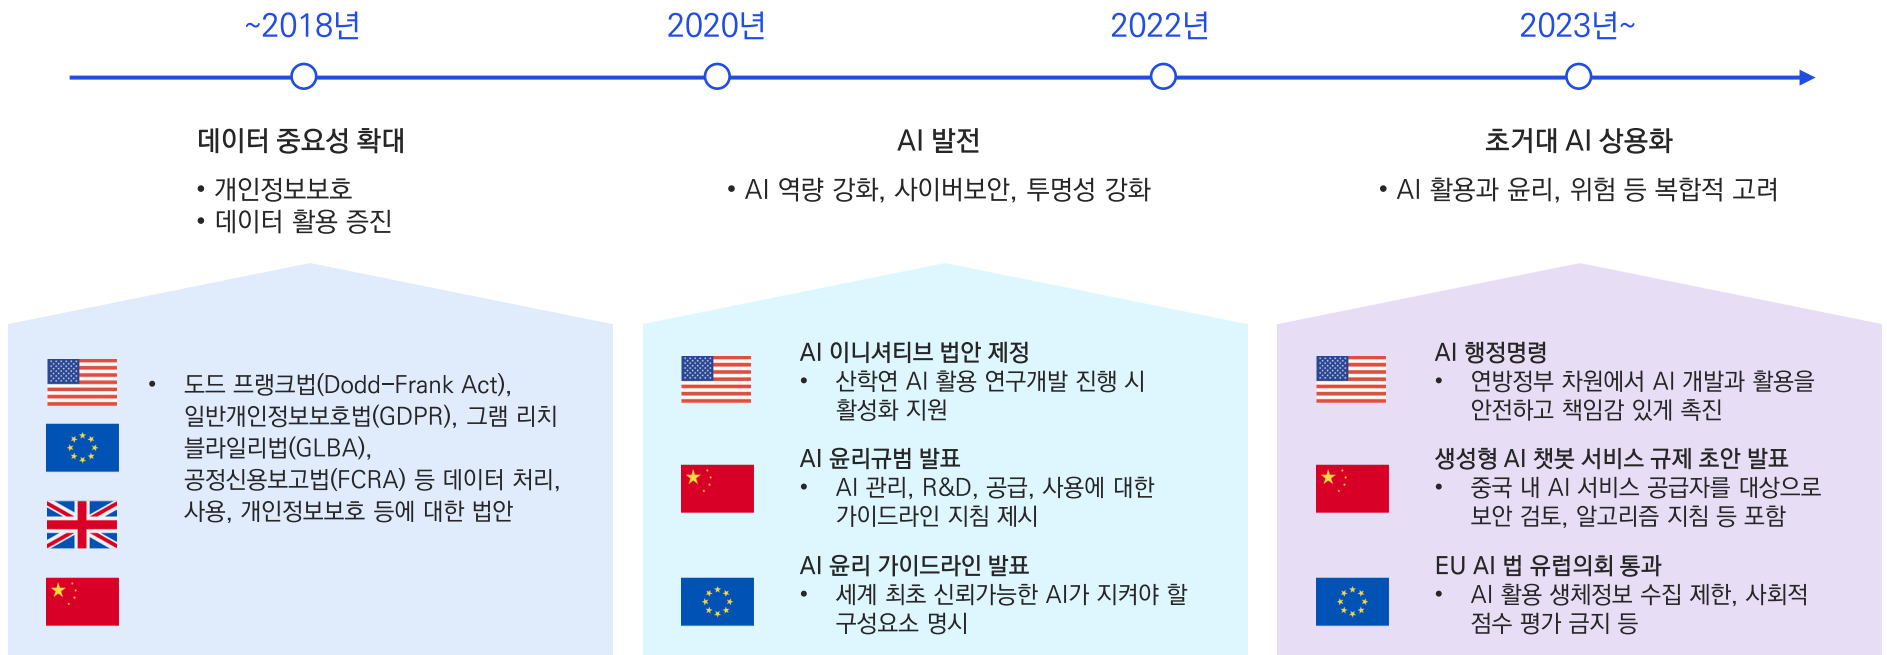 ~2018년
2020년
2022년
2023년~
데이터 중요성 확대
• 개인정보보호
• 데이터 활용 증진
AI 발전
• AI 역량 강화, 사이버보안, 투명성 강화
초거대 AI 상용화
• AI 활용과 윤리, 위험 등 복합적 고려
• 도드 프랭크법(Dodd-Frank Act),
일반개인정보보호법(GDPR), 그램 리치
블라일리법(GLBA),
공정신용보고법(FCRA) 등 데이터 처리,
사용, 개인정보보호 등에 대한 법안
AI 이니셔티브 법안 제정
• 산학연 AI 활용 연구개발 진행 시
활성화 지원
AI 윤리규범 발표
• AI 관리, R&D, 공급, 사용에 대한
가이드라인 지침 제시
AI 윤리 가이드라인 발표
• 세계 최초 신뢰가능한 AI가 지켜야 할
구성요소 명시
AI 행정명령
• 연방정부 차원에서 AI 개발과 활용을
안전하고 책임감 있게 촉진
생성형 AI 챗봇 서비스 규제 초안 발표
• 중국 내 AI 서비스 공급자를 대상으로
보안 검토, 알고리즘 지침 등 포함
EU AI 법 유럽의회 통과
• AI 활용 생체정보 수집 제한, 사회적
점수 평가 금지 등